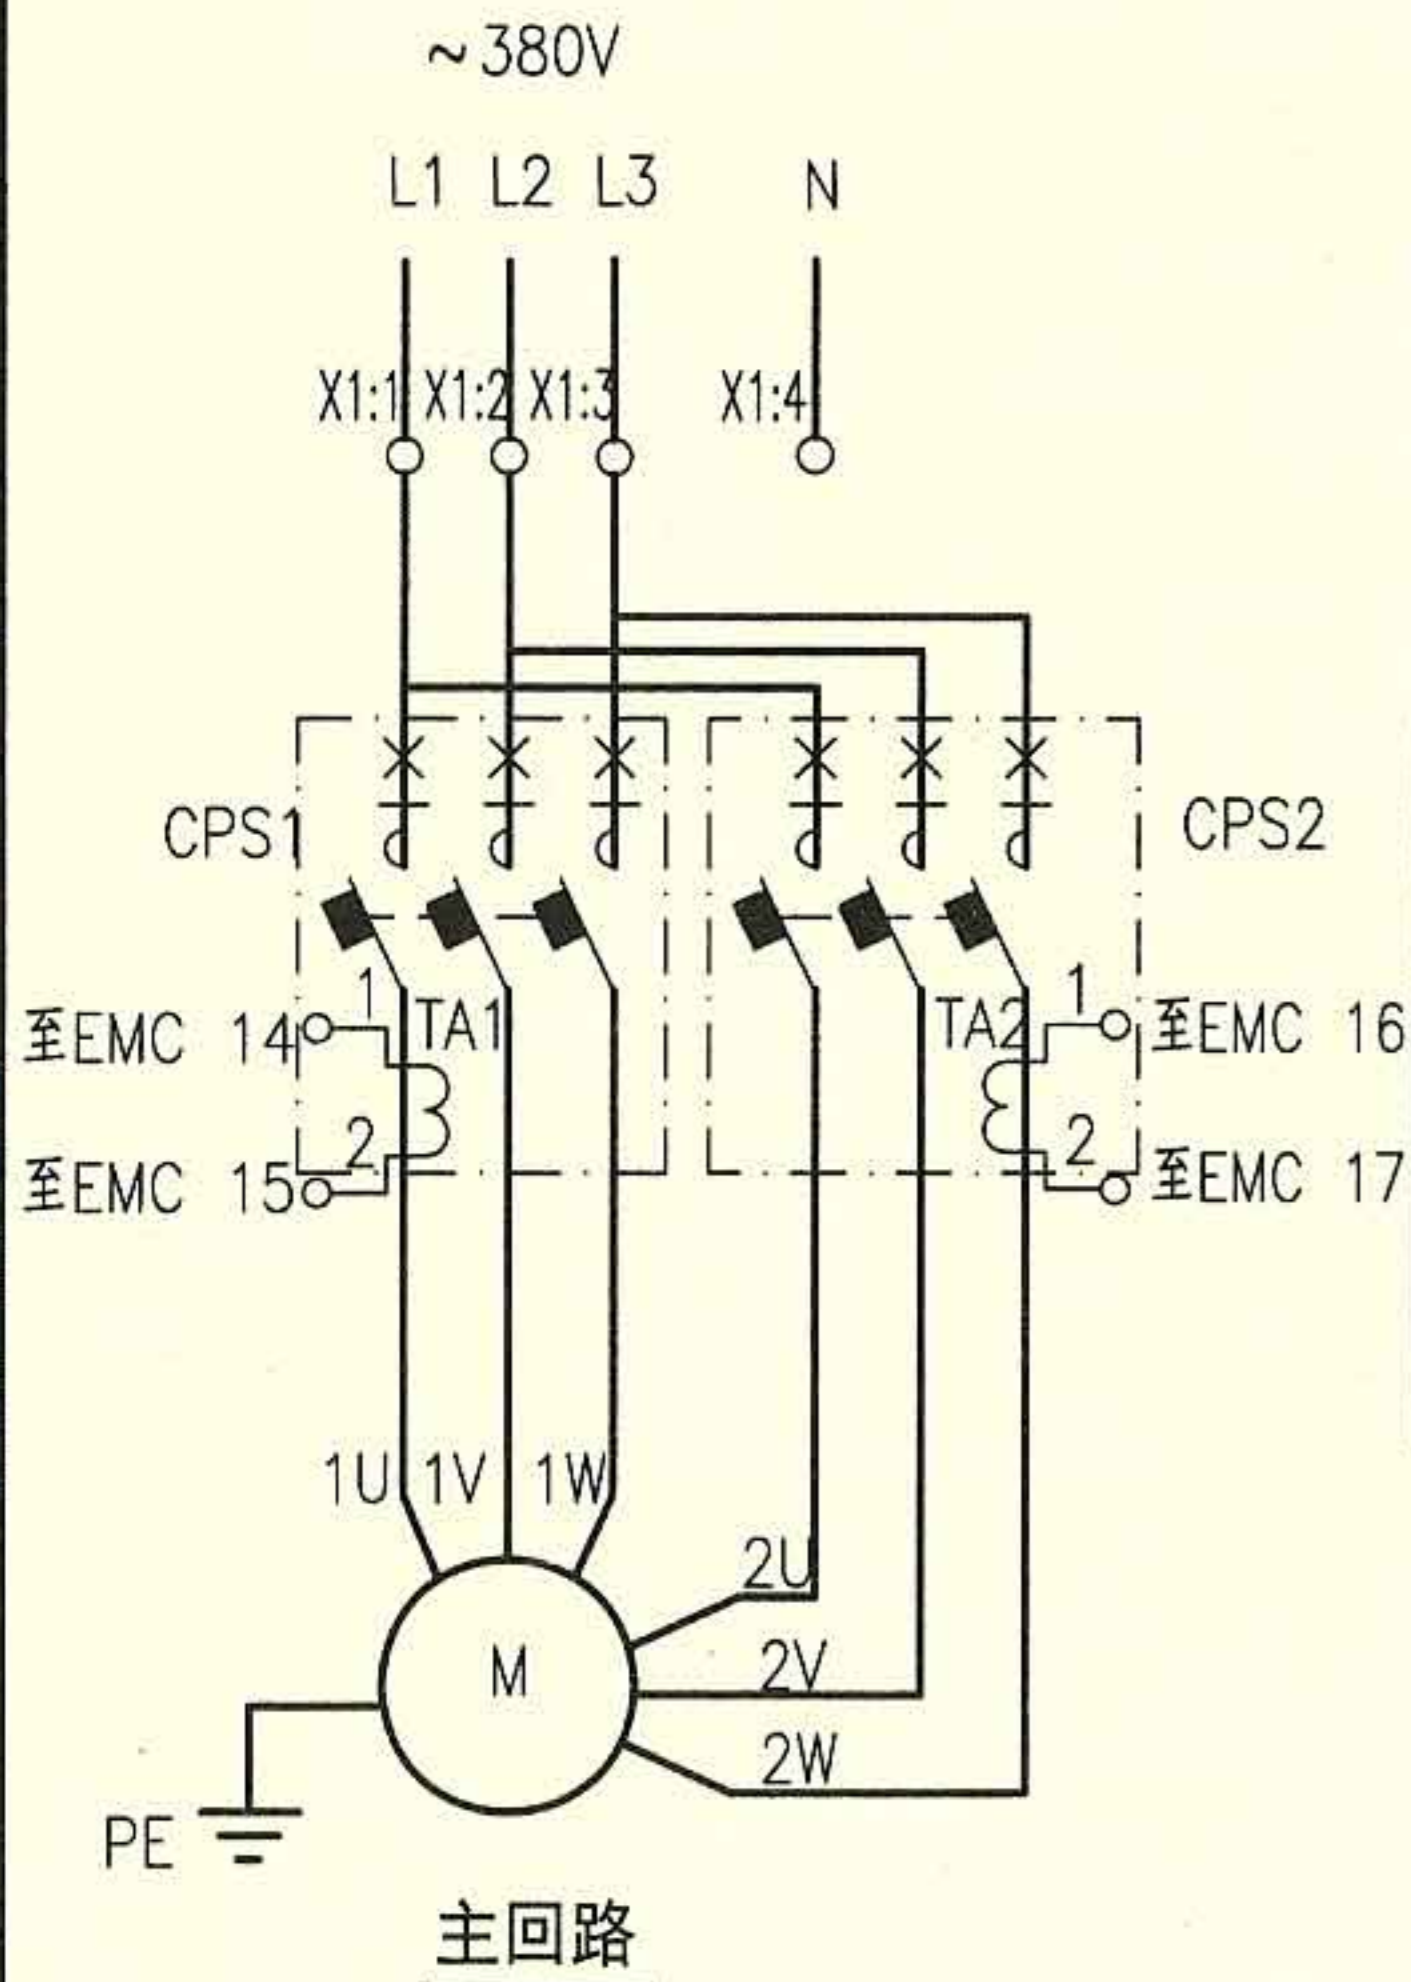 ~380V
L1 L2 L3 N
X1:1 X1:2 X1:3 X1:4
CPS1 CPS2
1 TA1 TA2 1
至EMC 14 至EMC 16
2 2
至EMC 15 至EMC 17
1U 1V 1W
2U
M 2V
2W
PE
主回路